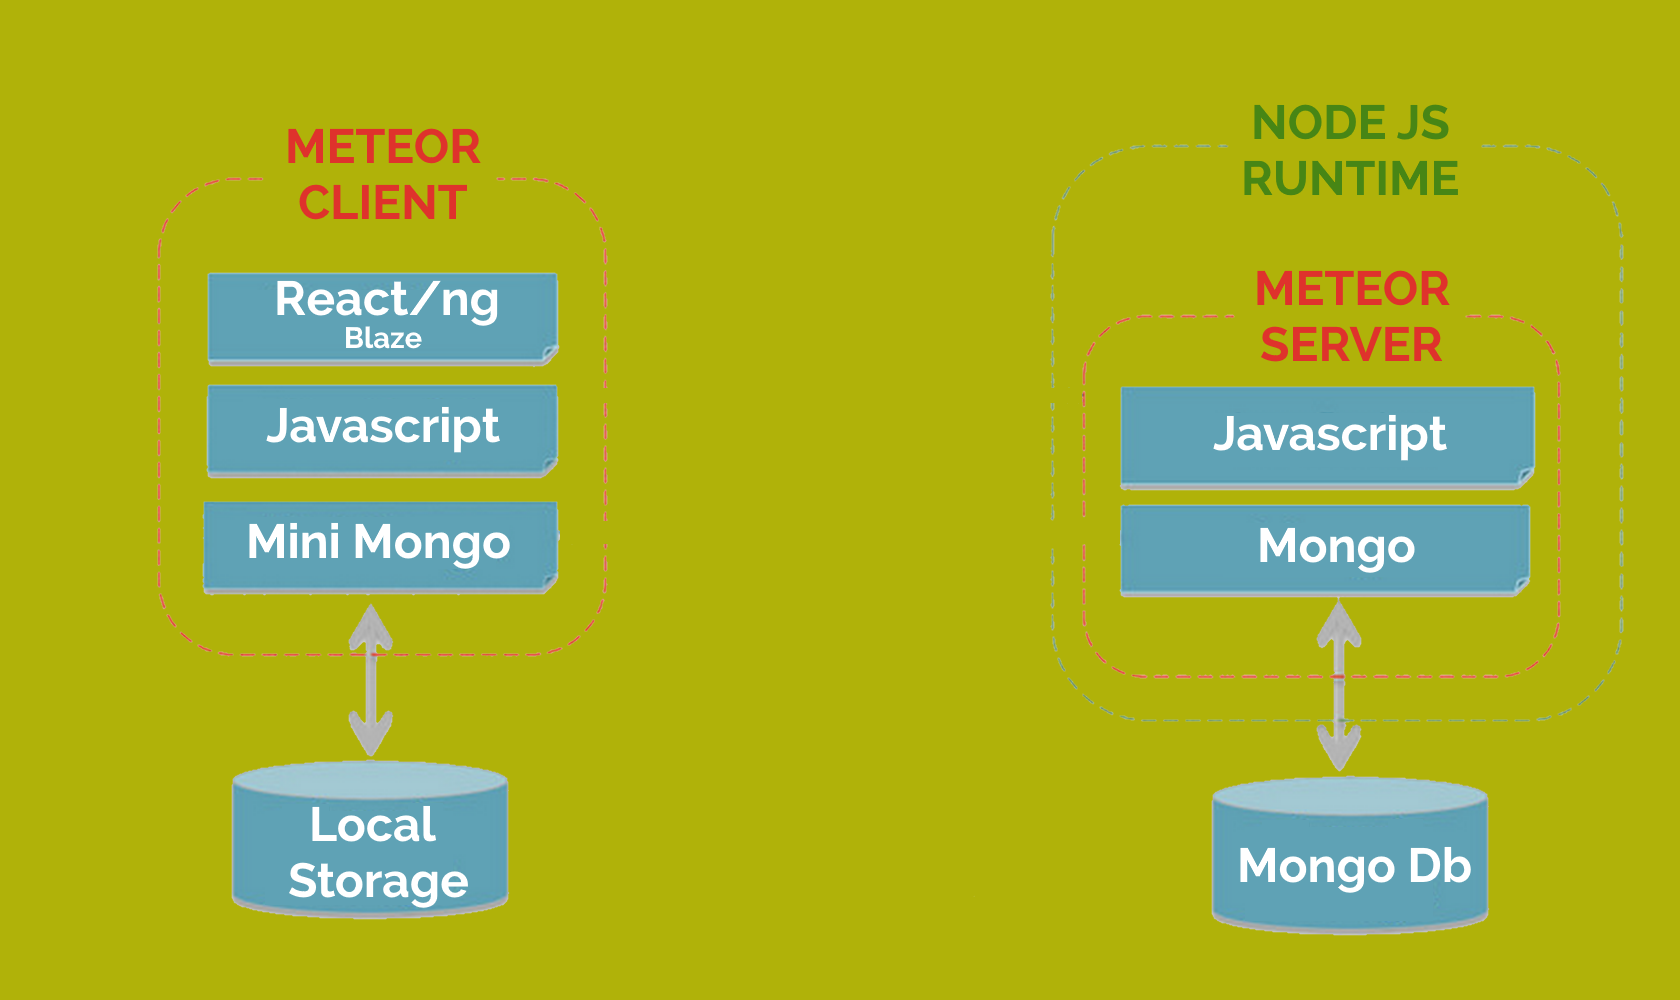 METEOR
CLIENT
React/ng
Blaze
Javascript
Mini Mongo
Local
Storage
NODE JS
RUNTIME
METEOR
SERVER
Javascript
Mongo
Mongo Db